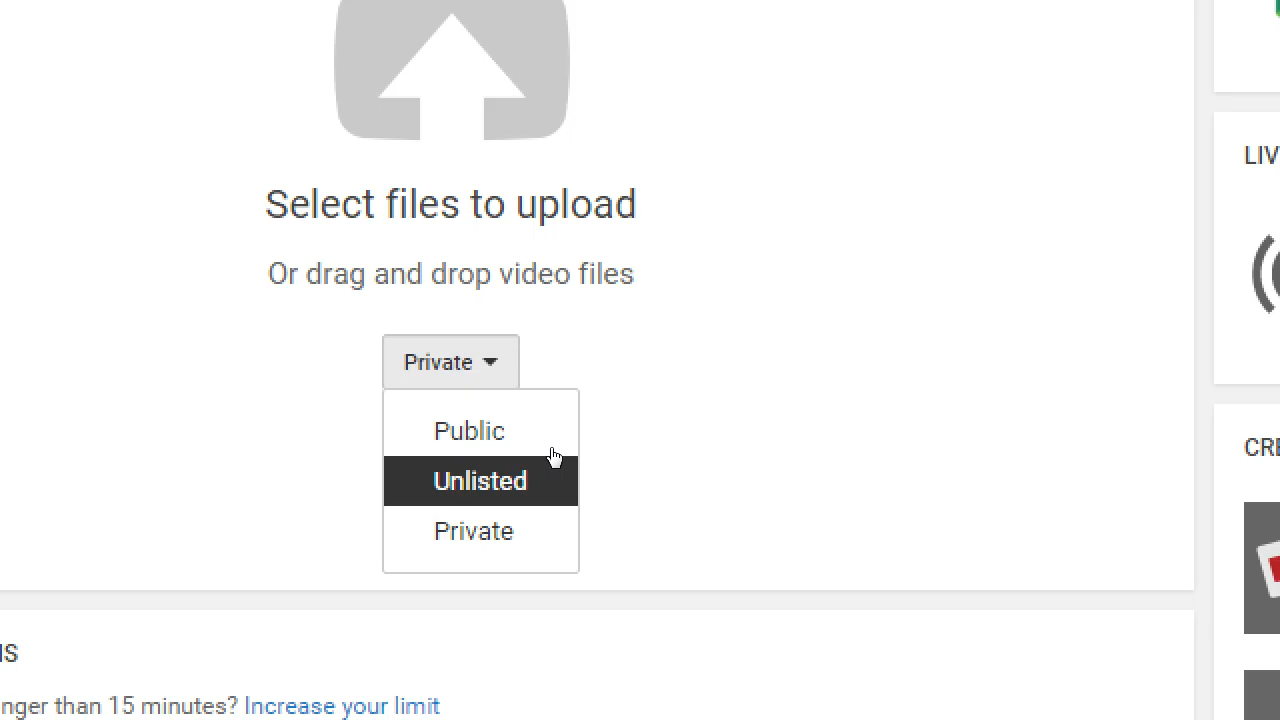 Select files to upload
Or drag and drop video files
Private
Public
Unlisted
Private
longer than 15 minutes? Increase your limit